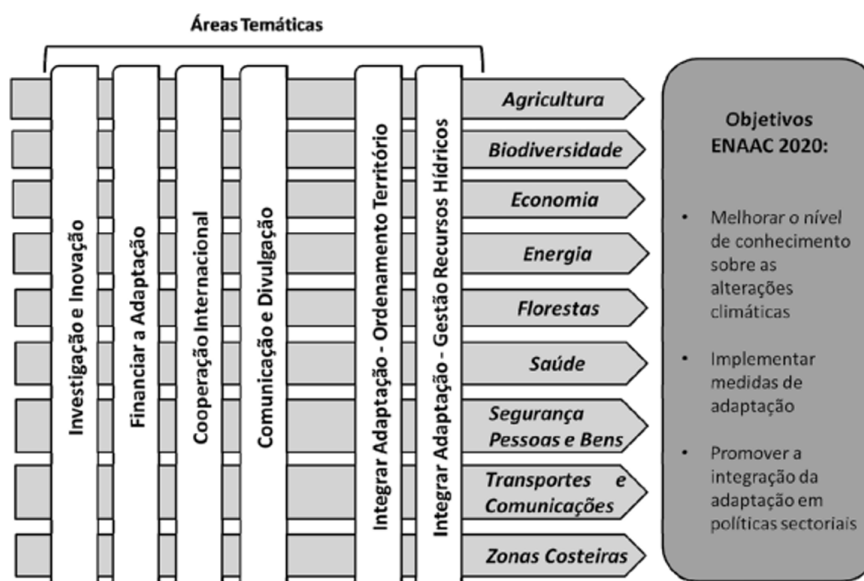 Áreas Temáticas
Investigação e Inovação
Financiar a Adaptação
Cooperação Internacional
Comunicação e Divulgação
Integrar Adaptação - Ordenamento Território
Integrar Adaptação - Gestão Recursos Hídricos
Agricultura
Biodiversidade
Economia
Energia
Florestas
Saúde
Segurança
Pessoas e Bens
Transportes e
Comunicações
Zonas Costeiras
Objetivos
ENAAC 2020:
• Melhorar o nível
de conhecimento
sobre as
alterações
climáticas
• Implementar
medidas de
adaptação
• Promover a
integração da
adaptação em
políticas sectoriais